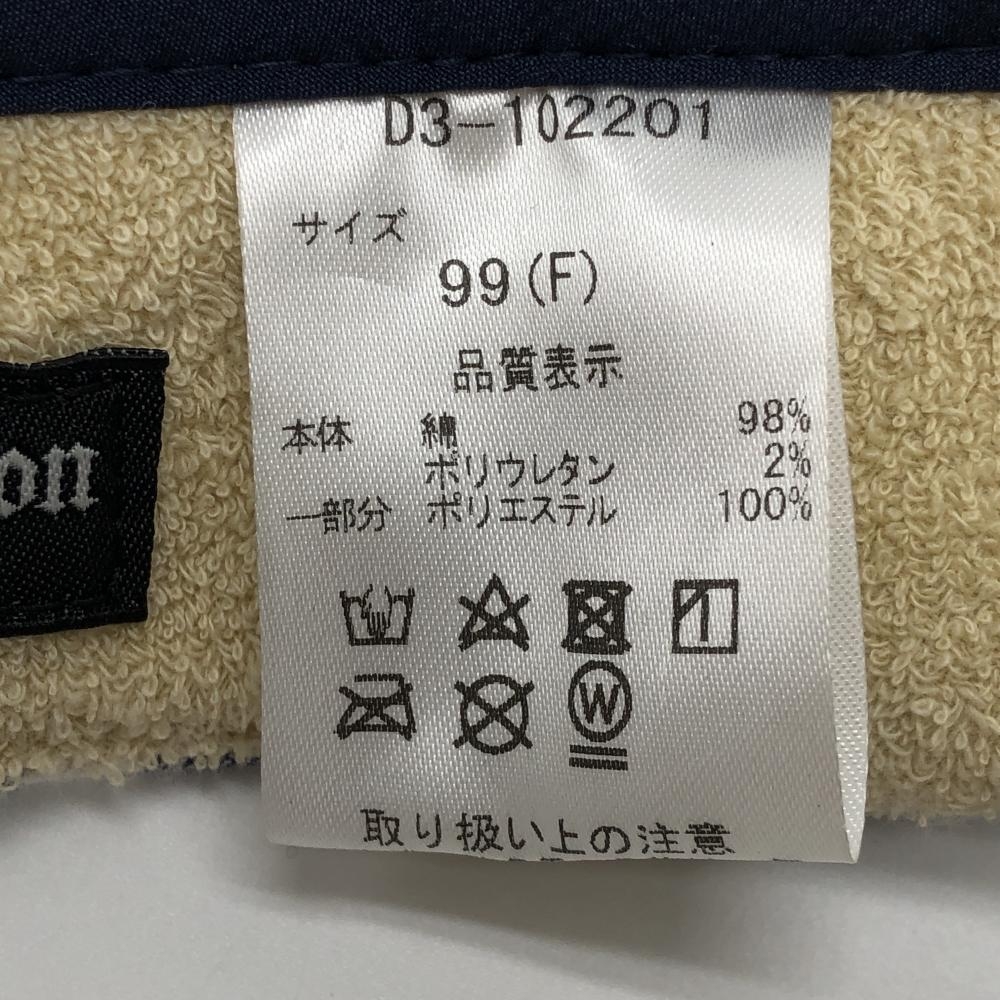 D3-102201
サイズ
99(F)
品質表示
本体 綿 98%
ポリウレタン 2%
一部分 ポリエステル 100%
W
取り扱い上の注意
on